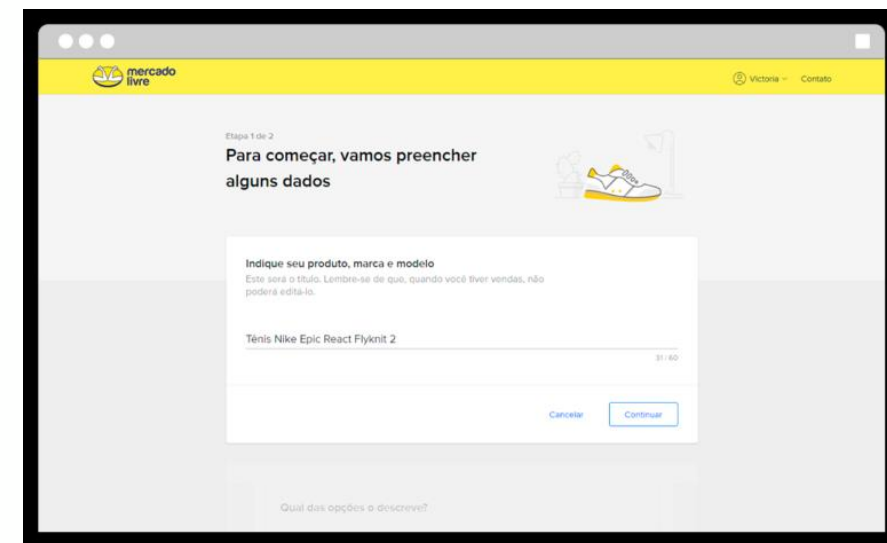 mercado
livre
Victoria
Contato
Etapa 1 de 2
Para começar, vamos preencher
alguns dados
Indique seu produto, marca e modelo
Este será o título. Lembre-se de que, quando você tiver vendas, não
poderá editá-lo.
Tênis Nike Epic React Flyknit 2
31 / 60
Cancelar
Continuar
Qual das opções o descreve?